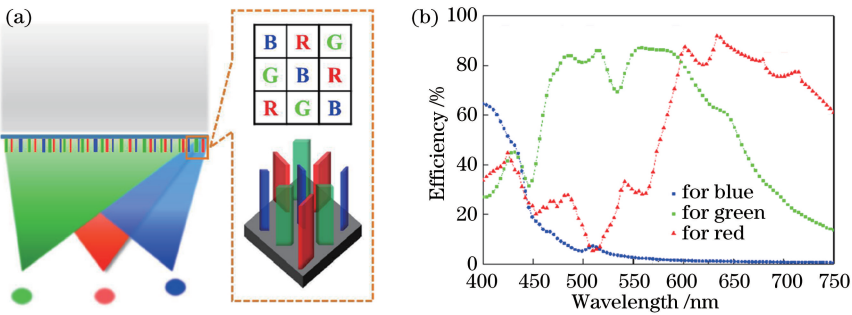 (a)
B R G
G B R
R G B
(b)
Efficiency /%
100
80
60
40
20
0
for blue
for green
for red
400 450 500 550 600 650 700 750
Wavelength /nm